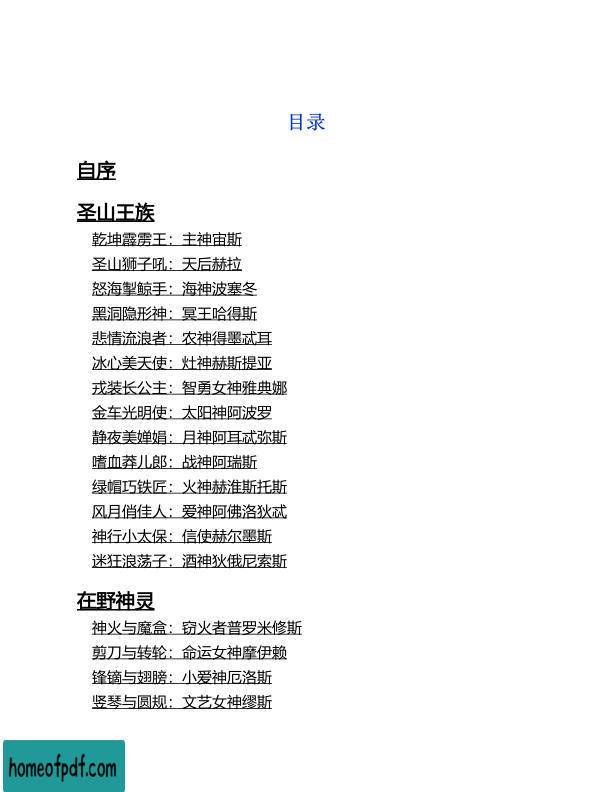 目录
自序
圣山王族
乾坤霹雳王：主神宙斯
圣山狮子吼：天后赫拉
怒海掣鲸手：海神波塞冬
黑洞隐形神：冥王哈得斯
悲情流浪者：农神得墨忒耳
冰心美天使：灶神赫斯提亚
戎装长公主：智勇女神雅典娜
金车光明使：太阳神阿波罗
静夜美婵娟：月神阿耳忒弥斯
嗜血莽儿郎：战神阿瑞斯
绿帽巧铁匠：火神赫淮斯托斯
风月俏佳人：爱神阿佛洛狄忒
神行小太保：信使赫尔墨斯
迷狂浪荡子：酒神狄俄尼索斯
在野神灵
神火与魔盒：窃火者普罗米修斯
剪刀与转轮：命运女神摩伊赖
锋镝与翅膀：小爱神厄洛斯
竖琴与圆规：文艺女神缪斯
homeofpdf.com